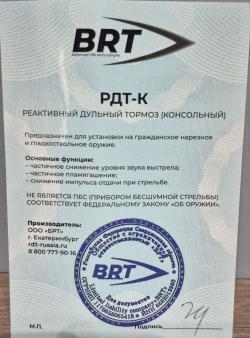 BRT
РДТ-К
РЕАКТИВНЫЙ ДУЛЬНЫЙ ТОРМОЗ (КОНСОЛЬНЫЙ)
Предназначен для установки на гражданское нарезное
и гладкоствольное оружие.
Основные функции:
– частичное снижение уровня звука выстрела;
– частичное пламягашение;
– снижение импульса отдачи при стрельбе.
НЕ ЯВЛЯЕТСЯ ПБС (ПРИБОРОМ БЕСШУМНОЙ СТРЕЛЬБЫ)
СООТВЕТСТВУЕТ ФЕДЕРАЛЬНОМУ ЗАКОНУ «ОБ ОРУЖИИ».
Производитель:
ООО «БРТ»
г. Екатеринбург
rdt-russia.ru
8 800 777-90-16
BRT
Для документов
М.П.
Подпись